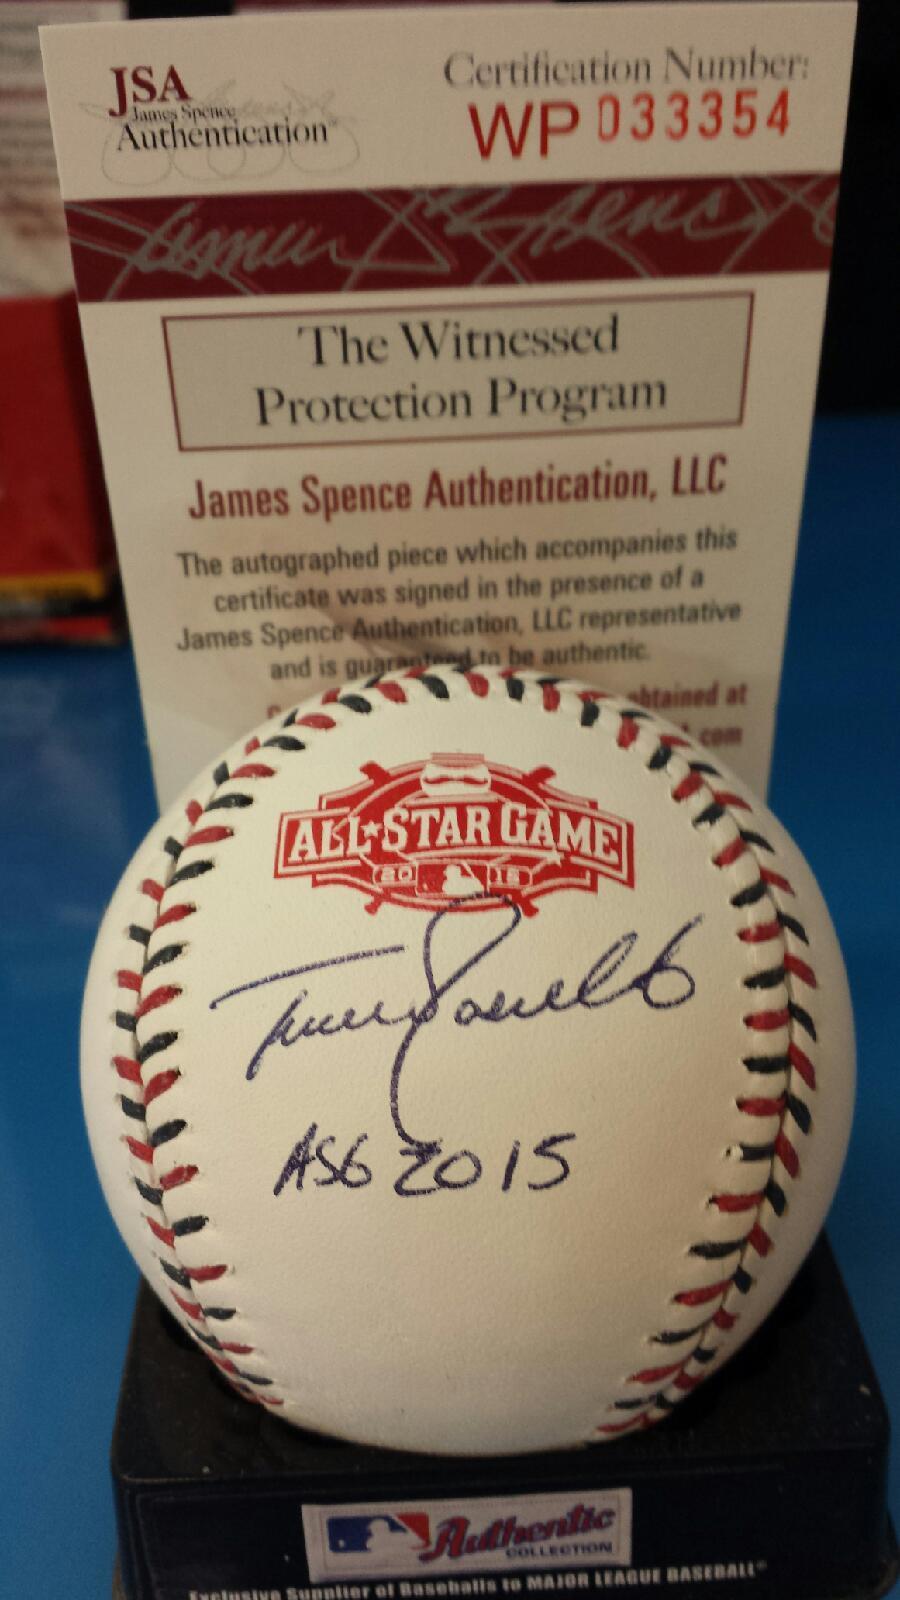 JSA
James Spence
Authentication™
Certification Number:
WP 033354
The Witnessed
Protection Program
James Spence Authentication, LLC
The autographed piece which accompanies this
certificate was signed in the presence of a
James Spence Authentication, LLC representative
and is guaranteed to be authentic.
obtained at
.com
ALL★STAR GAME
20 15
ASG 2015
Authentic
COLLECTION
Exclusive Supplier of Baseballs to MAJOR LEAGUE BASEBALL